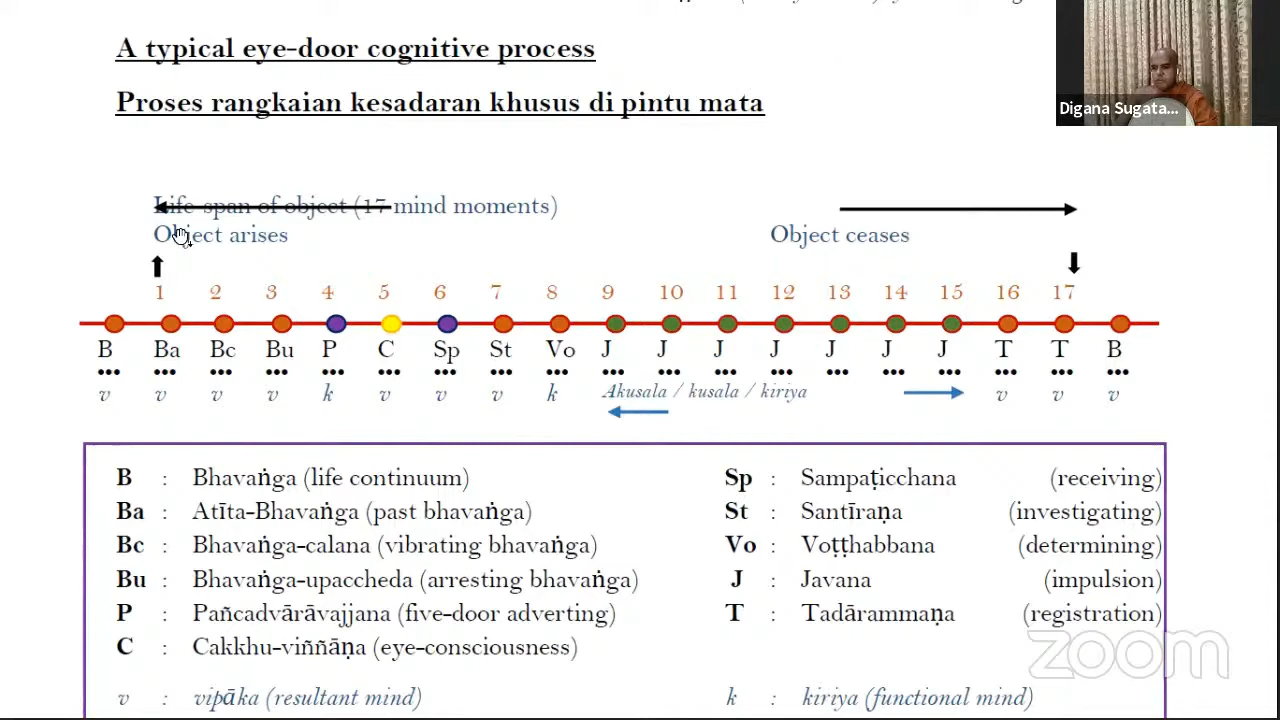 A typical eye-door cognitive process
Digana Sugata...
Proses rangkaian kesadaran khusus di pintu mata
Life-span of object (17 mind moments)
Object arises Object ceases
1 2 3 4 5 6 7 8 9 10 11 12 13 14 15 16 17
B Ba Bc Bu P C Sp St Vo J J J J J J J T T B
••• ••• ••• ••• ••• ••• ••• ••• ••• ••• ••• ••• ••• ••• ••• ••• ••• ••• •••
v v v v k v v v k Akusala / kusala / kiriya v v v
B : Bhavaṅga (life continuum) Sp : Sampaṭicchana (receiving)
Ba : Atīta-Bhavaṅga (past bhavaṅga) St : Santīraṇa (investigating)
Bc : Bhavaṅga-calana (vibrating bhavaṅga) Vo : Voṭṭhabbana (determining)
Bu : Bhavaṅga-upaccheda (arresting bhavaṅga) J : Javana (impulsion)
P : Pañcadvārāvajjana (five-door adverting) T : Tadārammaṇa (registration)
C : Cakkhu-viññāṇa (eye-consciousness)
zoom
v : vipāka (resultant mind) k : kiriya (functional mind)